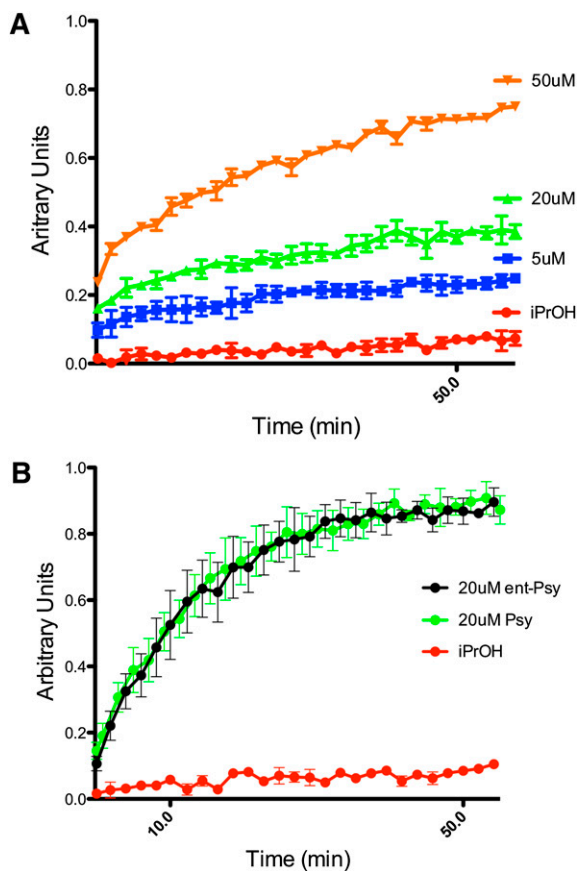 A
Aritrary Units
1.0
0.8
0.6
0.4
0.2
0.0
50uM
20uM
5uM
iPrOH
50.0
Time (min)
B
Arbitrary Units
1.0
0.8
0.6
0.4
0.2
0.0
20uM ent-Psy
20uM Psy
iPrOH
10.0
50.0
Time (min)